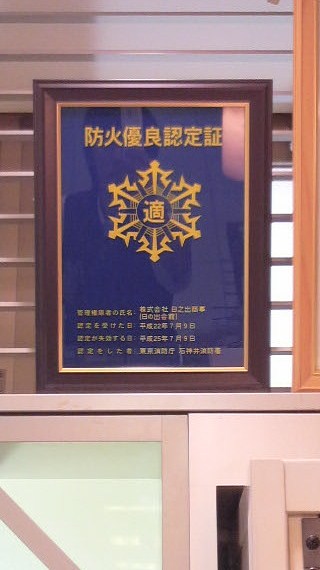 防火優良認定証
適
管理権原者の氏名 株式会社 日之出商事
(日の出会館)
認定を受けた日 平成22年7月9日
認定が失効する日 平成25年7月9日
認定をした者 東京消防庁 石神井消防署